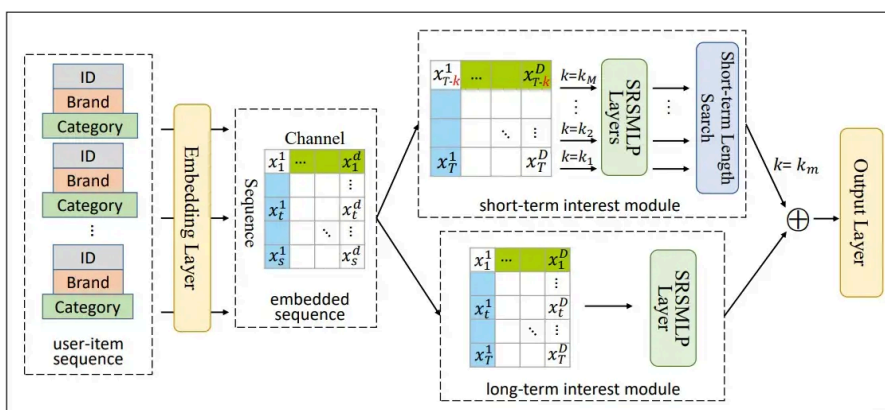 ID
Brand
Category
ID
Brand
Category
⋮
ID
Brand
Category
user-item
sequence
Embedding Layer
Channel
Sequence
x_1^1 ... x_1^d
⋮
x_t^1 x_t^d
⋱ ⋮
x_s^1 x_s^d
embedded
sequence
x_{T-k}^1 ... x_{T-k}^D
⋱ ⋮
x_T^1 x_T^D
k=k_M
⋮
k=k_2
k=k_1
SRSMLP
Layers
⋮
Short-term Length
Search
short-term interest module
x_1^1 ... x_1^D
⋮
x_t^1 x_t^D
⋱ ⋮
x_T^1 x_T^D
SRSMLP
Layer
long-term interest module
k= k_m
⊕
Output Layer